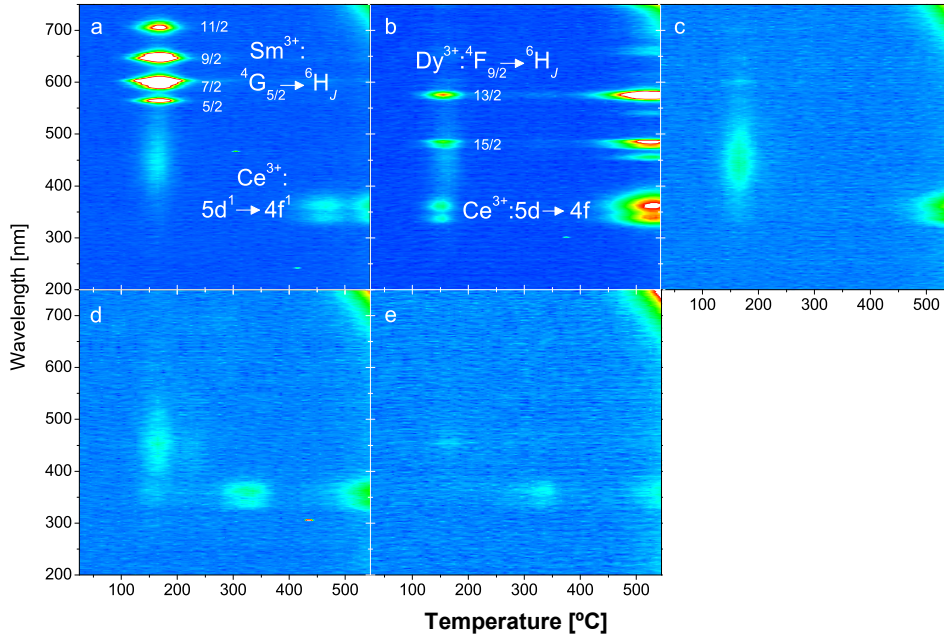 a
11/2
9/2
7/2
5/2
Sm³⁺:
⁴G₅/₂→⁶H_J
Ce³⁺:
5d¹→4f¹
b
Dy³⁺:⁴F₉/₂→⁶H_J
13/2
15/2
Ce³⁺:5d→4f
c
700
600
500
400
300
200
100 200 300 400 500
d
e
700
600
500
400
300
200
100 200 300 400 500
100 200 300 400 500
Wavelength [nm]
Temperature [ºC]